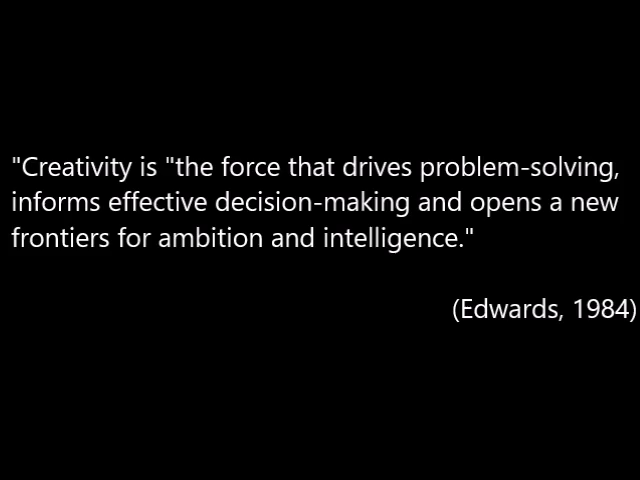 "Creativity is "the force that drives problem-solving,
informs effective decision-making and opens a new
frontiers for ambition and intelligence."
(Edwards, 1984)